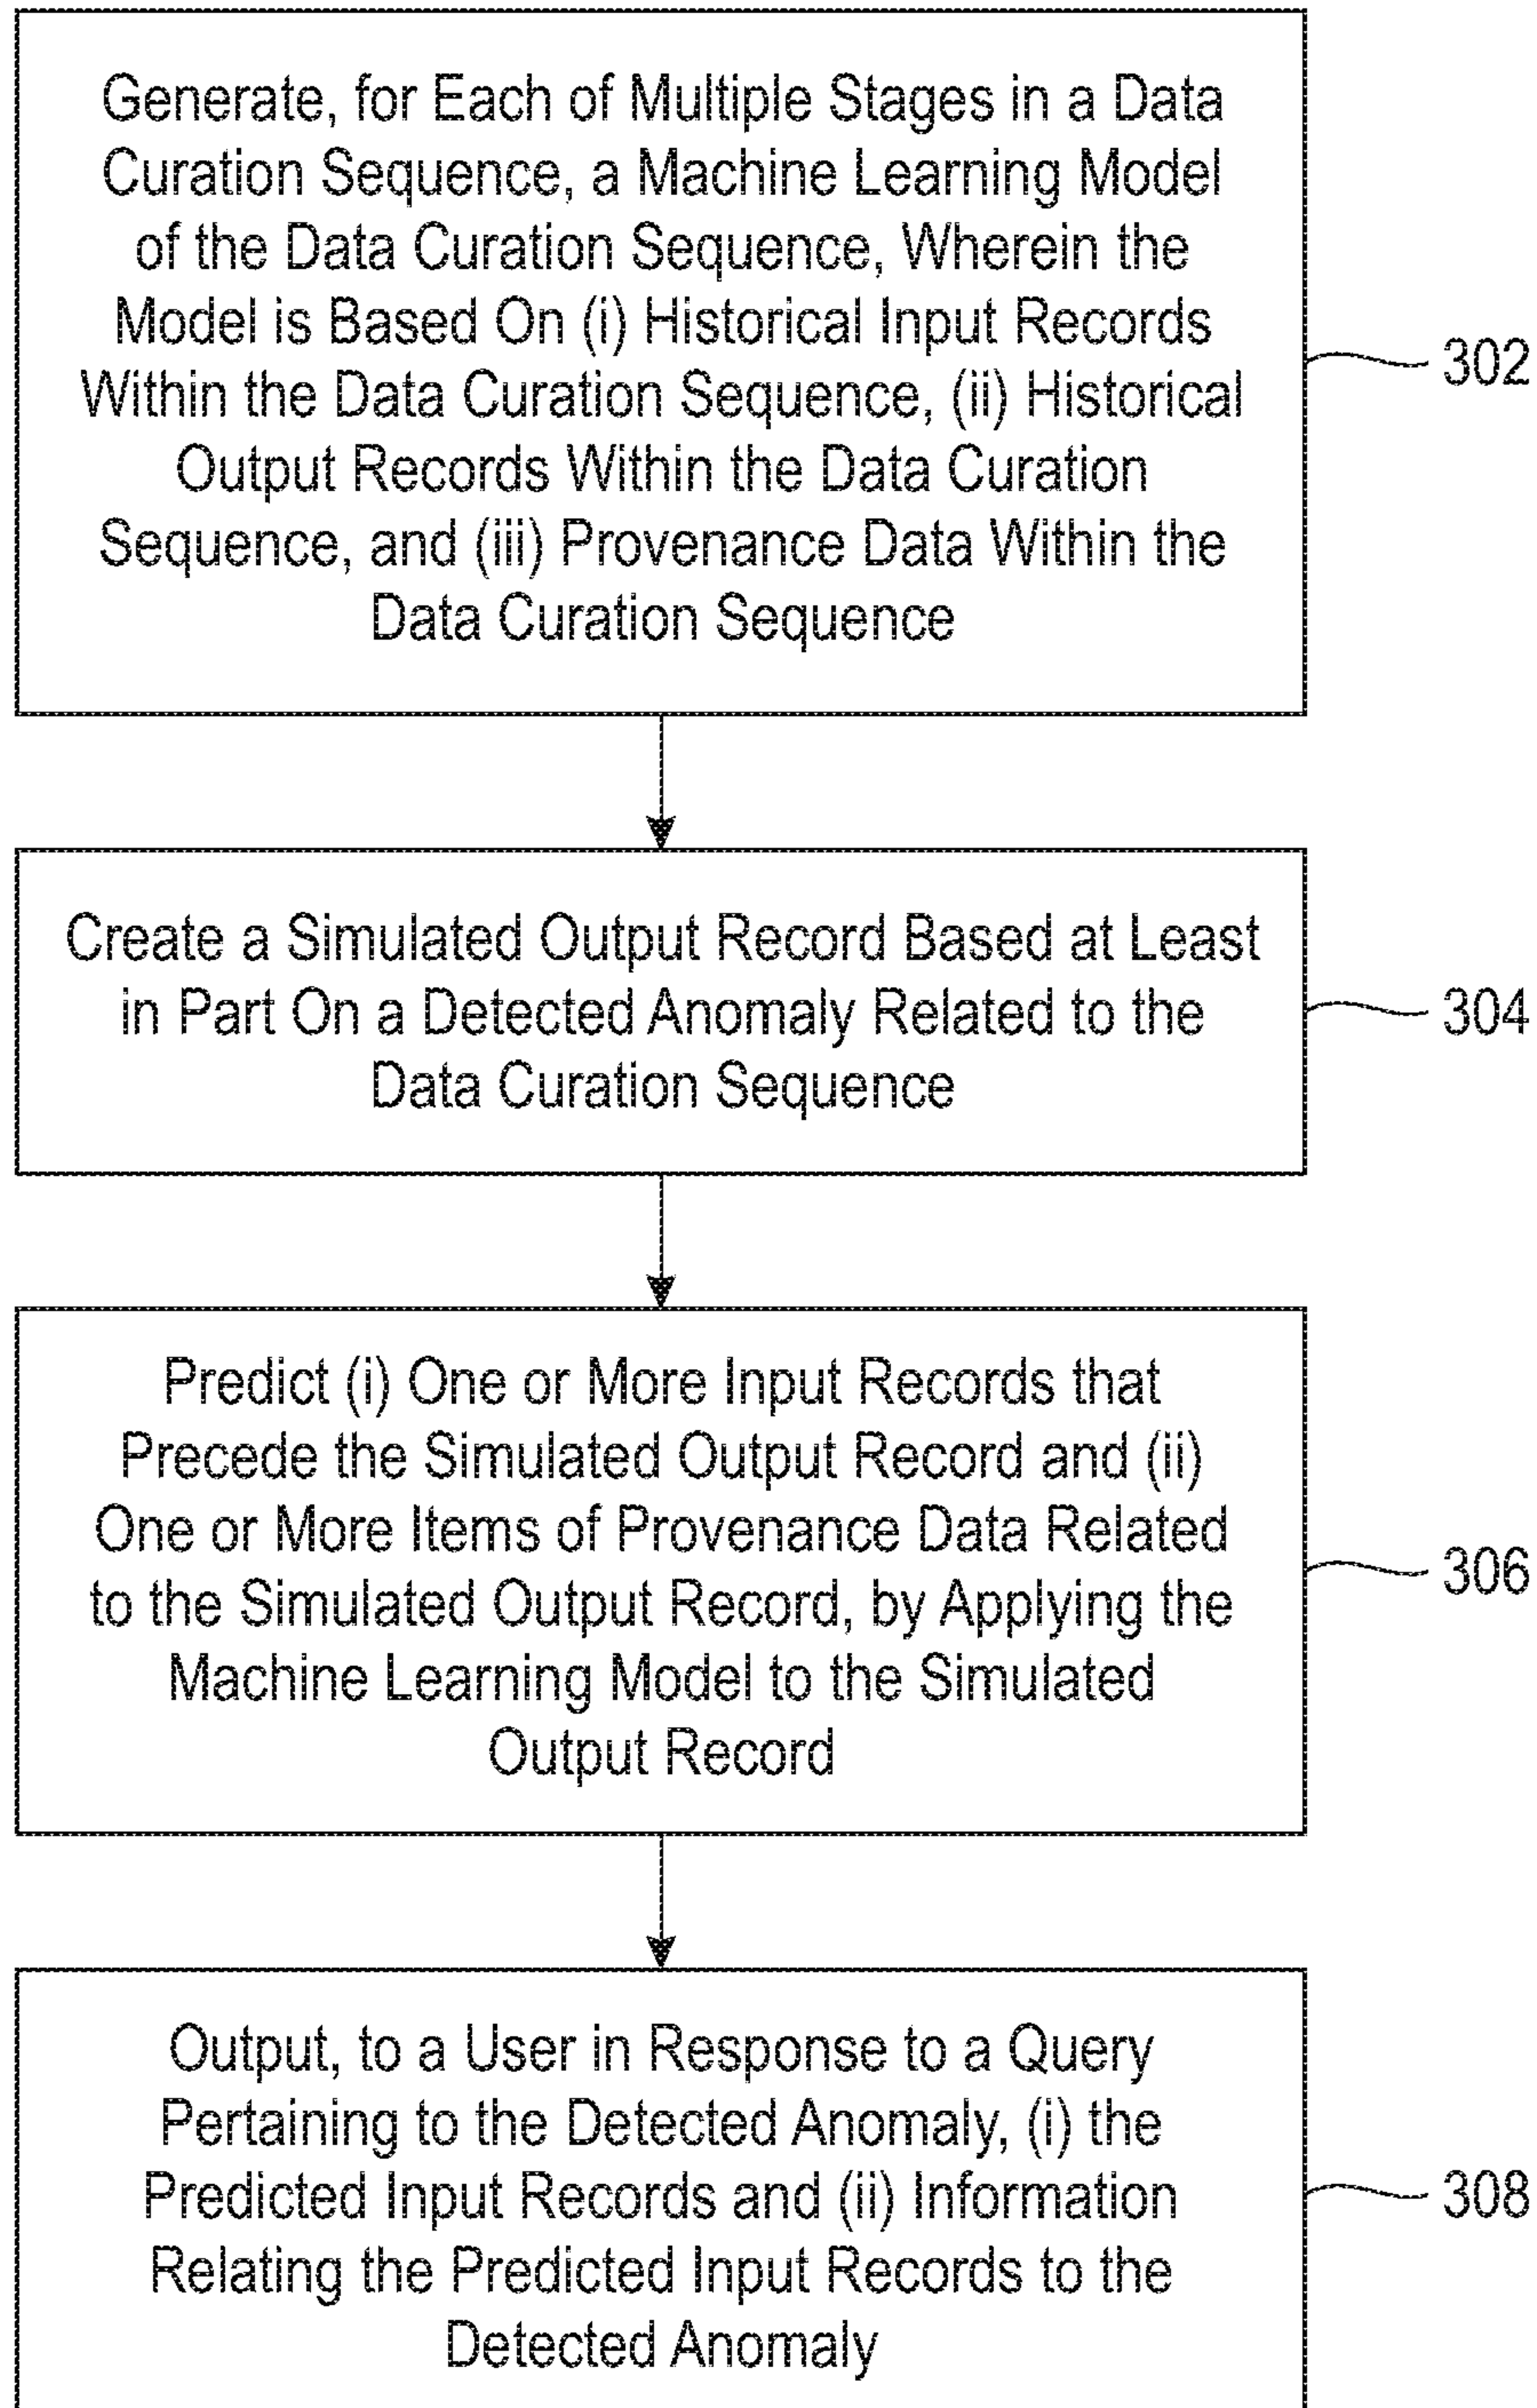 Generate, for Each of Multiple Stages in a Data
Curation Sequence, a Machine Learning Model
of the Data Curation Sequence, Wherein the
Model is Based On (i) Historical Input Records
Within the Data Curation Sequence, (ii) Historical
Output Records Within the Data Curation
Sequence, and (iii) Provenance Data Within the
Data Curation Sequence
302
Create a Simulated Output Record Based at Least
in Part On a Detected Anomaly Related to the
Data Curation Sequence
304
Predict (i) One or More Input Records that
Precede the Simulated Output Record and (ii)
One or More Items of Provenance Data Related
to the Simulated Output Record, by Applying the
Machine Learning Model to the Simulated
Output Record
306
Output, to a User in Response to a Query
Pertaining to the Detected Anomaly, (i) the
Predicted Input Records and (ii) Information
Relating the Predicted Input Records to the
Detected Anomaly
308